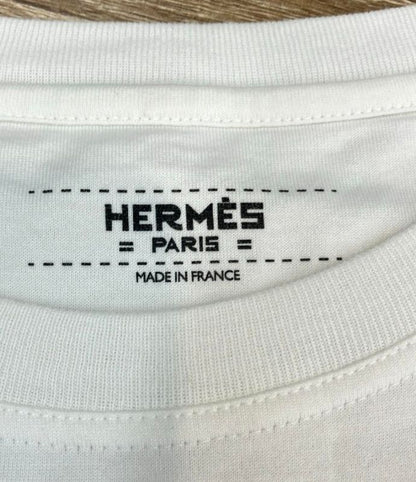 HERMÈS
= PARIS =
MADE IN FRANCE